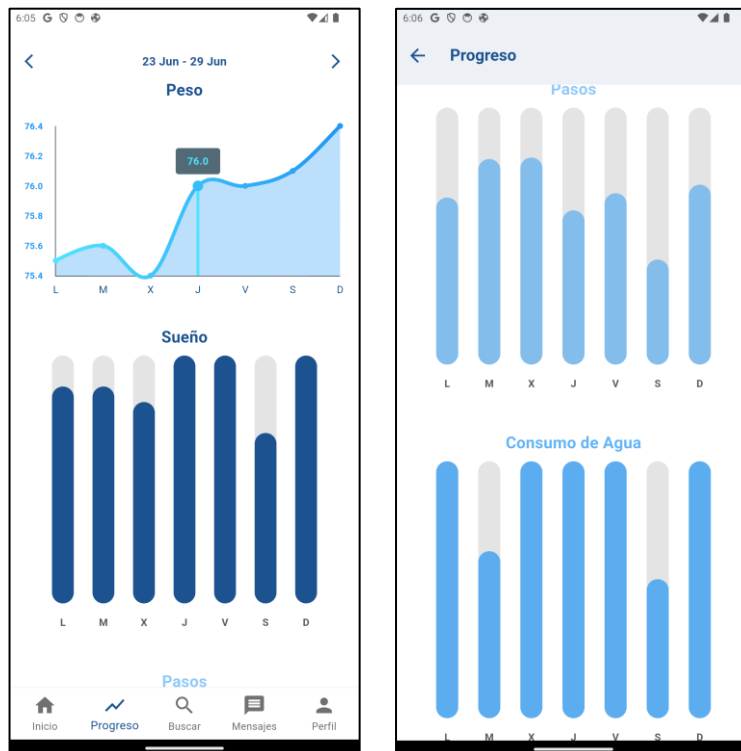 6:05 G
23 Jun - 29 Jun
Peso
76.4
76.2
76.0
76.0
75.8
75.6
75.4
L M X J V S D
Sueño
L M X J V S D
Pasos
Inicio Progreso Buscar Mensajes Perfil
6:06 G
Progreso
Pasos
L M X J V S D
Consumo de Agua
L M X J V S D